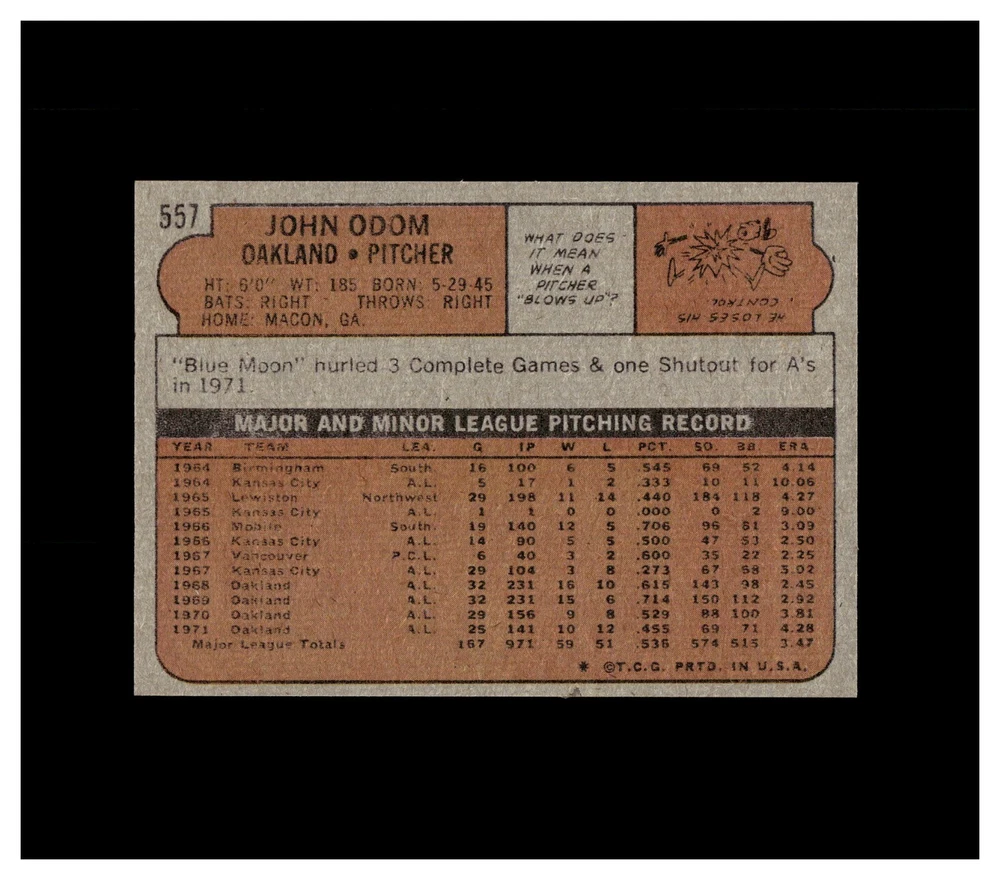 557
JOHN ODOM
OAKLAND • PITCHER
HT: 6'0" WT: 185 BORN: 5-29-45
BATS: RIGHT THROWS RIGHT
HOME: MACON, GA.
WHAT DOES
IT MEAN
WHEN A
PITCHER
"BLOWS UP"?
HE LOSES HIS
CONTROL.
"Blue Moon" hurled 3 Complete Games & one Shutout for A's
in 1971.
MAJOR AND MINOR LEAGUE PITCHING RECORD
YEAR TEAM LEA. G IP W L PCT. SO. BB. ERA
1964 Birmingham South. 16 100 6 5 .545 69 52 4.14
1964 Kansas City A.L. 5 17 1 2 .333 10 11 10.06
1965 Lewiston Northwest 29 198 11 14 .440 184 118 4.27
1965 Kansas City A.L. 1 1 0 0 .000 0 2 9.00
1966 Mobile South. 19 140 12 5 .706 96 81 3.09
1966 Kansas City A.L. 14 90 5 5 .500 47 53 2.50
1967 Vancouver P.C.L. 6 40 3 2 .600 35 22 2.25
1967 Kansas City A.L. 29 104 3 8 .273 67 68 5.02
1968 Oakland A.L. 32 231 16 10 .615 143 98 2.45
1969 Oakland A.L. 32 231 15 6 .714 150 112 2.92
1970 Oakland A.L. 29 156 9 8 .529 88 100 3.81
1971 Oakland A.L. 25 141 10 12 .455 69 71 4.28
Major League Totals 167 971 59 51 .536 574 515 3.47
* ©T.C.G. PRTD. IN U.S.A.